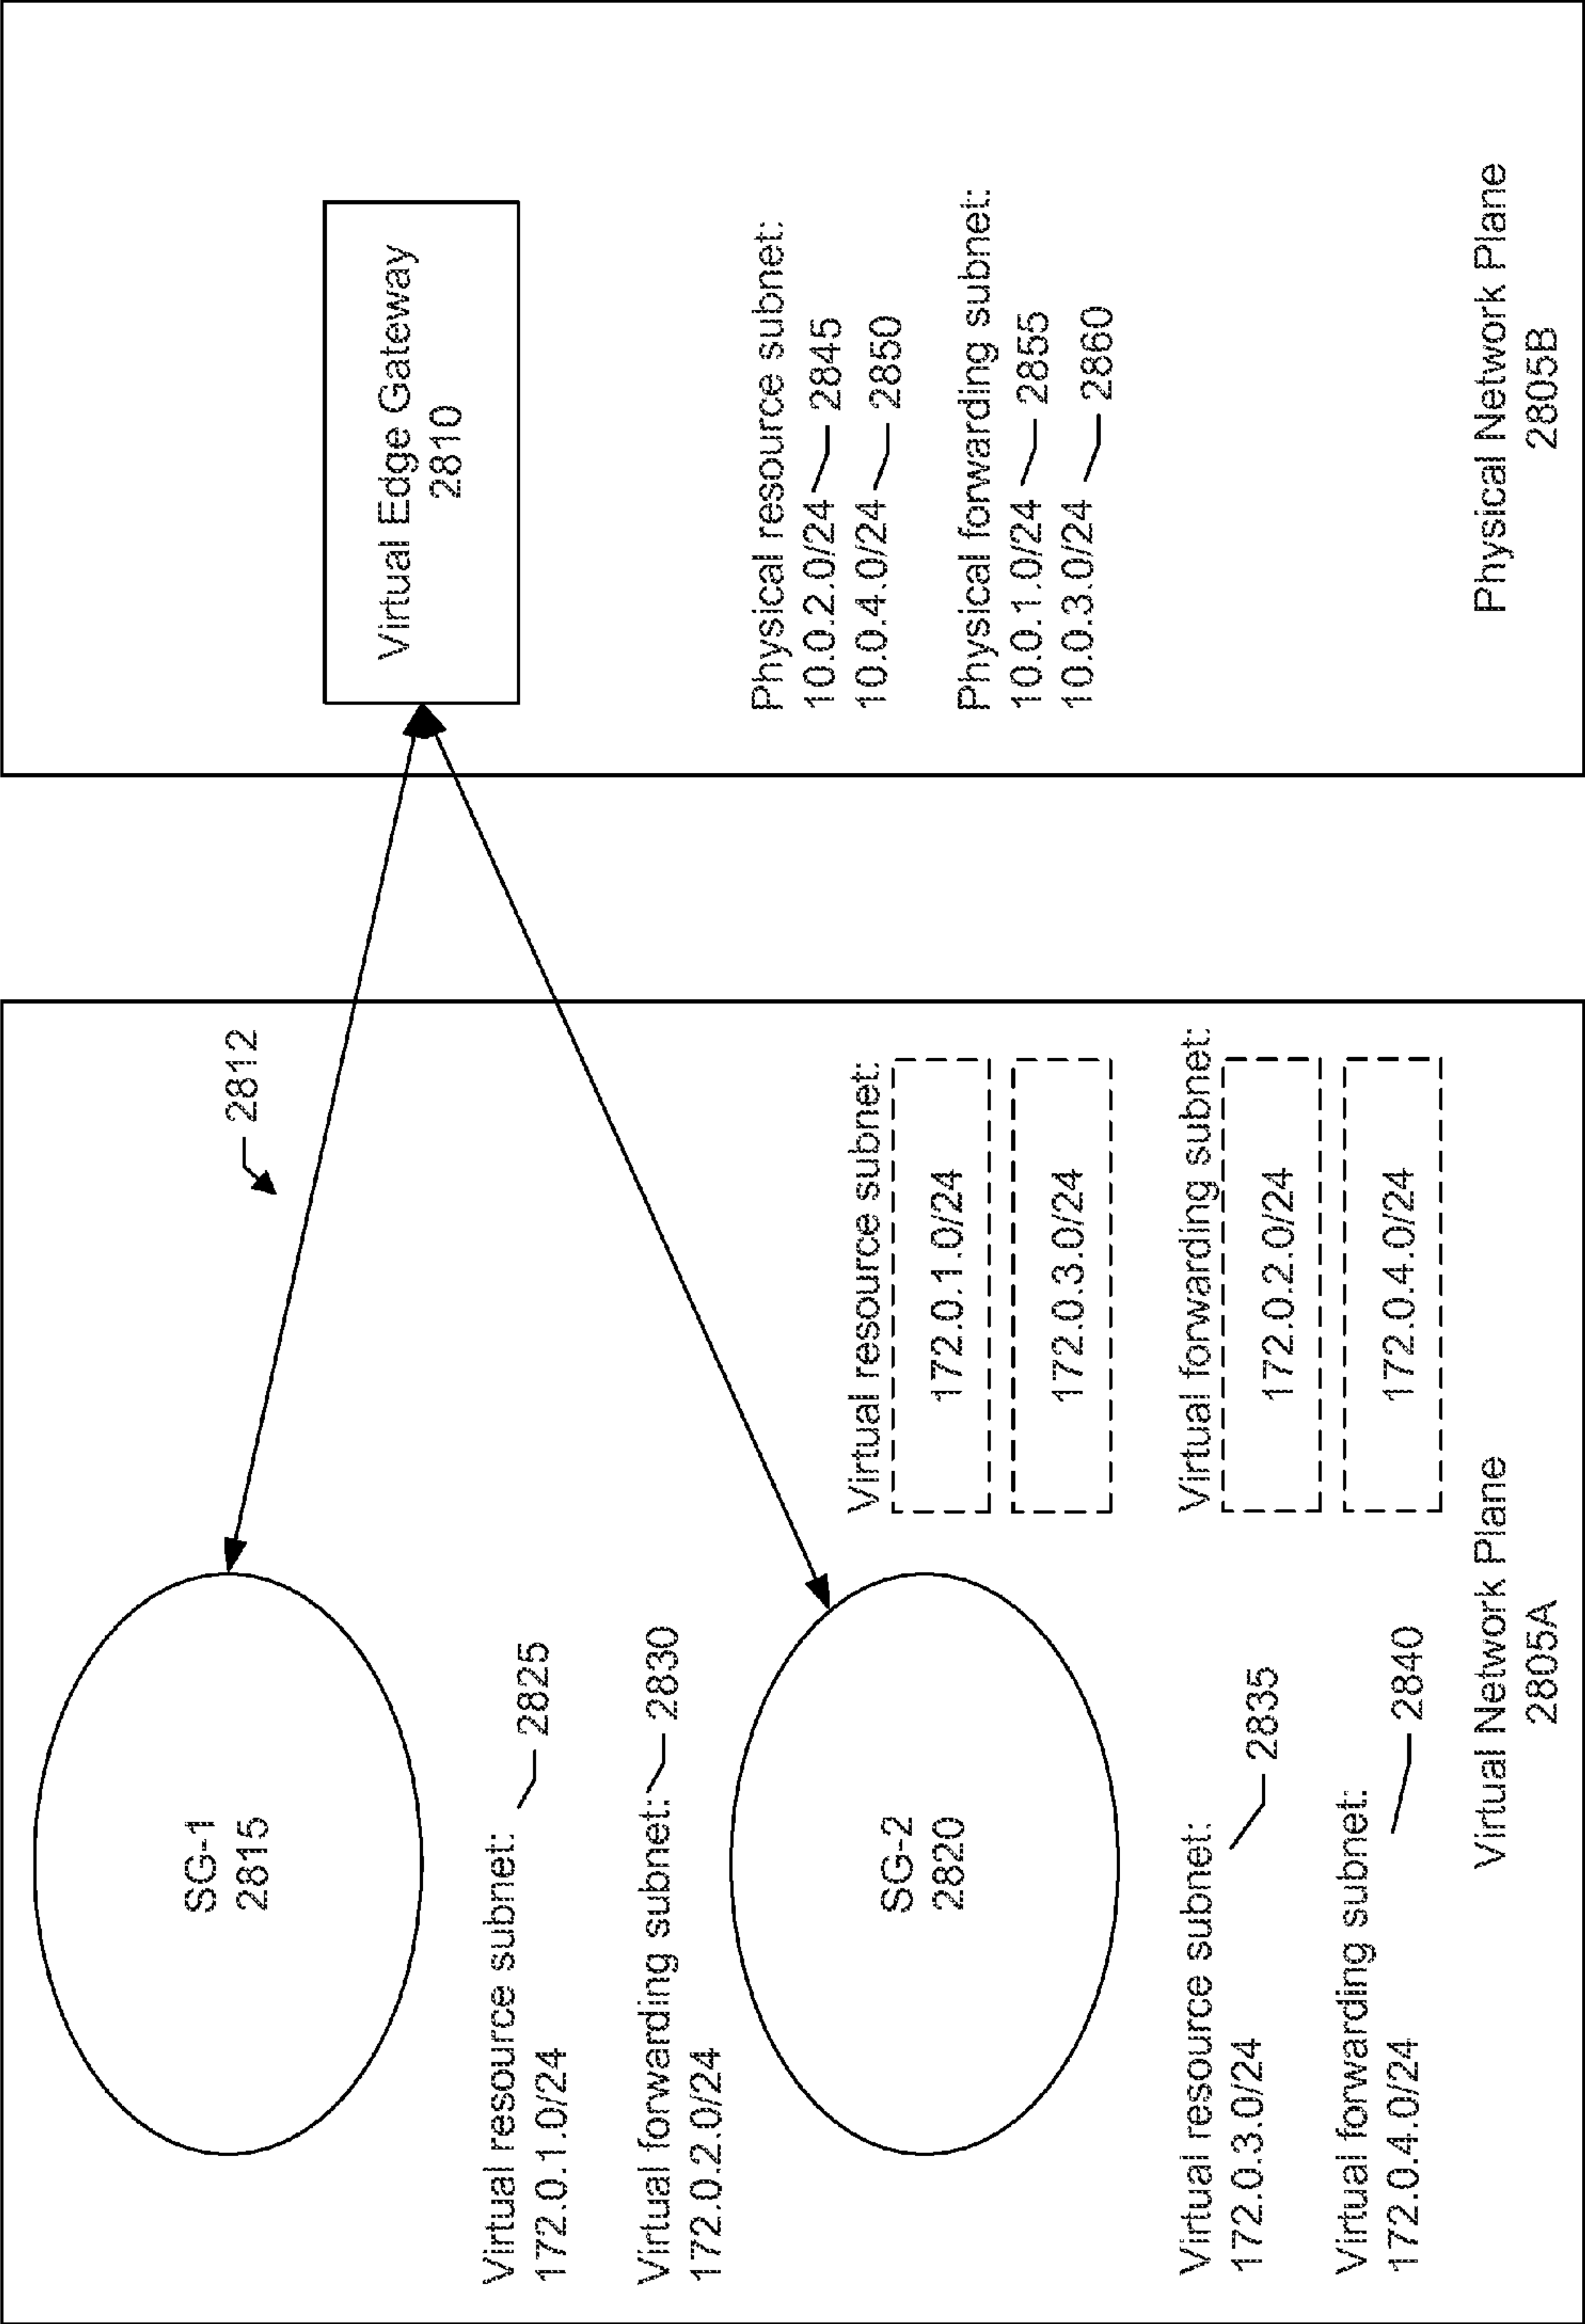 SG-1
2815
2812
Virtual resource subnet:
172.0.1.0/24
2825
Virtual forwarding subnet:
172.0.2.0/24
2830
SG-2
2820
Virtual resource subnet:
172.0.3.0/24
2835
Virtual forwarding subnet:
172.0.4.0/24
2840
Virtual resource subnet:
172.0.1.0/24
172.0.3.0/24
Virtual forwarding subnet:
172.0.2.0/24
172.0.4.0/24
Virtual Network Plane
2805A
Virtual Edge Gateway
2810
Physical resource subnet:
10.0.2.0/24 2845
10.0.4.0/24 2850
Physical forwarding subnet:
10.0.1.0/24 2855
10.0.3.0/24 2860
Physical Network Plane
2805B